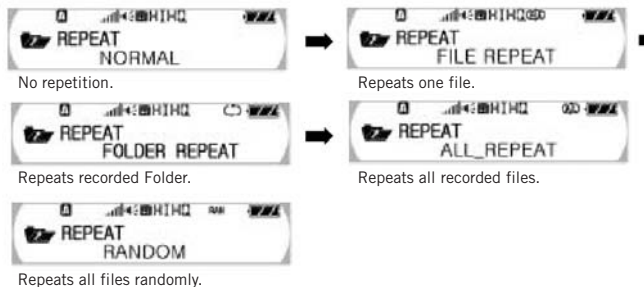 REPEAT
NORMAL
No repetition.
REPEAT
FILE REPEAT
Repeats one file.
REPEAT
FOLDER REPEAT
Repeats recorded Folder.
REPEAT
ALL_REPEAT
Repeats all recorded files.
RAN
REPEAT
RANDOM
Repeats all files randomly.